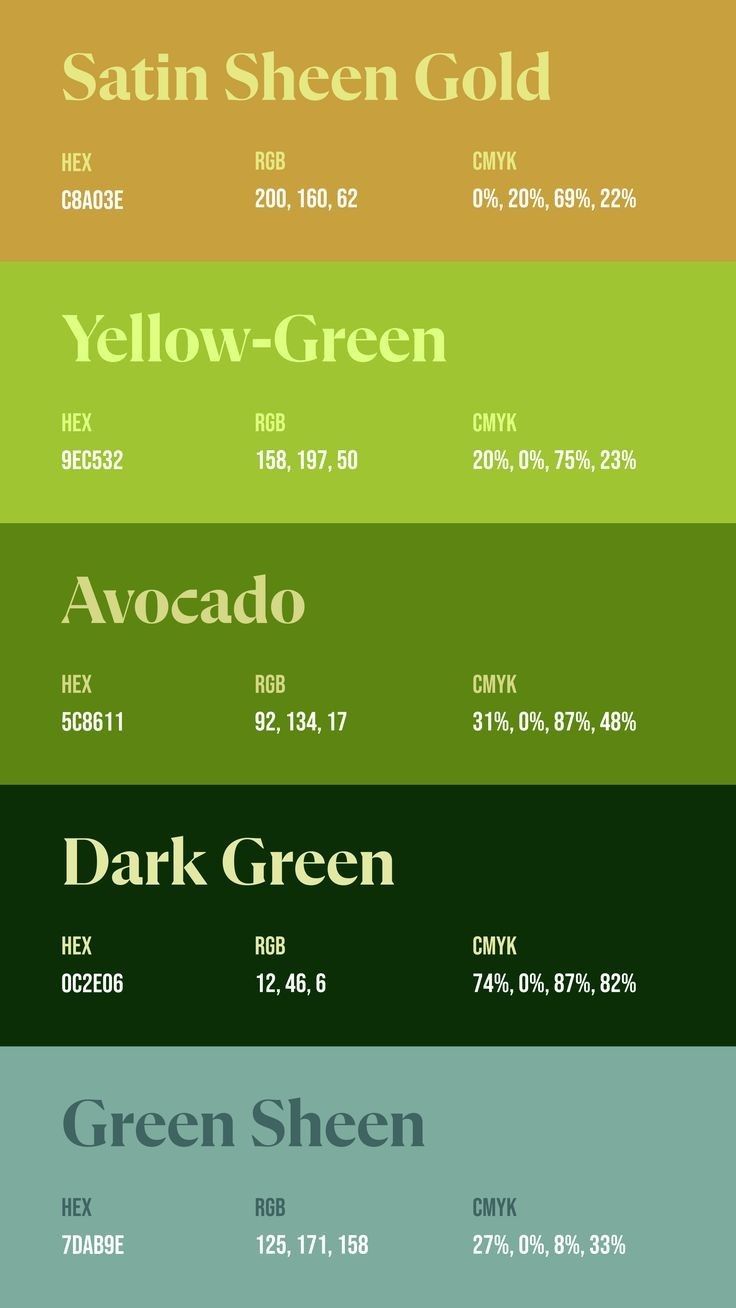 Satin Sheen Gold
HEX RGB CMYK
C8A03E 200, 160, 62 0%, 20%, 69%, 22%
Yellow-Green
HEX RGB CMYK
9EC532 158, 197, 50 20%, 0%, 75%, 23%
Avocado
HEX RGB CMYK
5C8611 92, 134, 17 31%, 0%, 87%, 48%
Dark Green
HEX RGB CMYK
0C2E06 12, 46, 6 74%, 0%, 87%, 82%
Green Sheen
HEX RGB CMYK
7DAB9E 125, 171, 158 27%, 0%, 8%, 33%